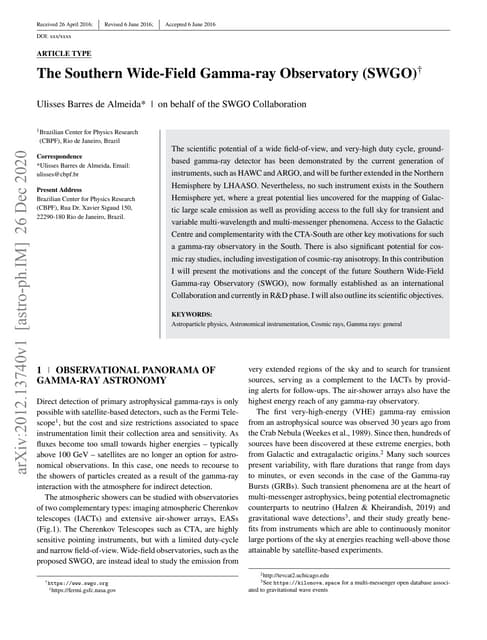 Received 26 April 2016; Revised 6 June 2016; Accepted 6 June 2016
DOI: xxx/xxxx
ARTICLE TYPE
The Southern Wide-Field Gamma-ray Observatory (SWGO)†
Ulisses Barres de Almeida* | on behalf of the SWGO Collaboration
1Brazilian Center for Physics Research
(CBPF), Rio de Janeiro, Brazil
Correspondence
*Ulisses Barres de Almeida, Email:
ulisses@cbpf.br
Present Address
Brazilian Center for Physics Research
(CBPF), Rua Dr. Xavier Sigaud 150,
22290-180 Rio de Janeiro, Brazil.
The scientific potential of a wide field-of-view, and very-high duty cycle, ground-
based gamma-ray detector has been demonstrated by the current generation of
instruments, such as HAWC and ARGO, and will be further extended in the Northern
Hemisphere by LHAASO. Nevertheless, no such instrument exists in the Southern
Hemisphere yet, where a great potential lies uncovered for the mapping of Galac-
tic large scale emission as well as providing access to the full sky for transient and
variable multi-wavelength and multi-messenger phenomena. Access to the Galactic
Centre and complementarity with the CTA-South are other key motivations for such
a gamma-ray observatory in the South. There is also significant potential for cos-
mic ray studies, including investigation of cosmic-ray anisotropy. In this contribution
I will present the motivations and the concept of the future Southern Wide-Field
Gamma-ray Observatory (SWGO), now formally established as an international
Collaboration and currently in R&D phase. I will also outline its scientific objectives.
KEYWORDS:
Astroparticle physics, Astronomical instrumentation, Cosmic rays, Gamma rays: general
arXiv:2012.13740v1 [astro-ph.IM] 26 Dec 2020
1 | OBSERVATIONAL PANORAMA OF
GAMMA-RAY ASTRONOMY
Direct detection of primary astrophysical gamma-rays is only
possible with satellite-based detectors, such as the Fermi Tele-
scope1, but the cost and size restrictions associated to space
instrumentation limit their collection area and sensitivity. As
fluxes become too small towards higher energies – typically
above 100 GeV – satellites are no longer an option for astro-
nomical observations. In this case, one needs to recourse to
the showers of particles created as a result of the gamma-ray
interaction with the atmosphere for indirect detection.
The atmospheric showers can be studied with observatories
of two complementary types: imaging atmospheric Cherenkov
telescopes (IACTs) and extensive air-shower arrays, EASs
(Fig.1). The Cherenkov Telescopes such as CTA, are highly
sensitive pointing instruments, but with a limited duty-cycle
and narrow field-of-view. Wide-field observatories, such as the
proposed SWGO, are instead ideal to study the emission from
†https://www.swgo.org
1https://fermi.gsfc.nasa.gov
very extended regions of the sky and to search for transient
sources, serving as a complement to the IACTs by provid-
ing alerts for follow-ups. The air-shower arrays also have the
highest energy reach of any gamma-ray observatory.
The first very-high-energy (VHE) gamma-ray emission
from an astrophysical source was observed 30 years ago from
the Crab Nebula (Weekes et al., 1989). Since then, hundreds of
sources have been discovered at these extreme energies, both
from Galactic and extragalactic origins.2 Many such sources
present variability, with flare durations that range from days
to minutes, or even seconds in the case of the Gamma-ray
Bursts (GRBs). Such transient phenomena are at the heart of
multi-messenger astrophysics, being potential electromagnetic
counterparts to neutrino (Halzen & Kheirandish, 2019) and
gravitational wave detections3, and their study greatly bene-
fits from instruments which are able to continuously monitor
large portions of the sky at energies reaching well-above those
attainable by satellite-based experiments.
2http://tevcat2.uchicago.edu
3See https://kilonova.space for a multi-messenger open database associ-
ated to gravitational wave events